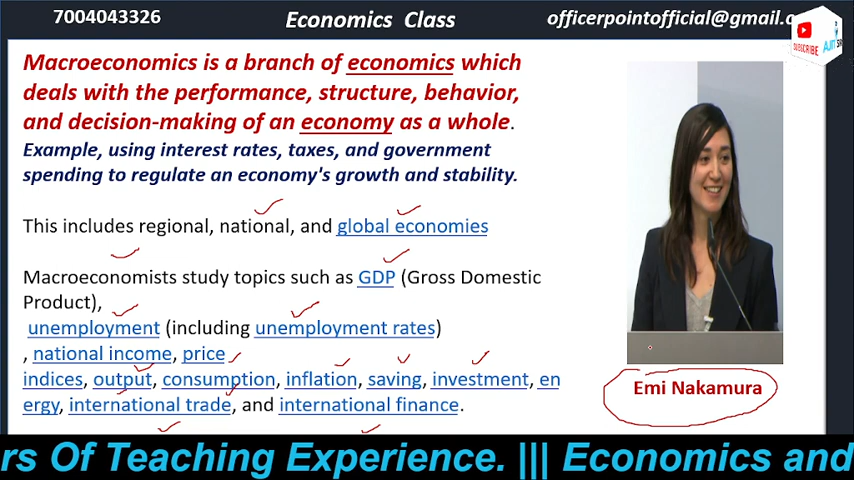 7004043326
Economics Class
officerpointofficial@gmail.c
SUBSCRIBE
Macroeconomics is a branch of economics which
deals with the performance, structure, behavior,
and decision-making of an economy as a whole.
Example, using interest rates, taxes, and government
spending to regulate an economy's growth and stability.
This includes regional, national, and global economies
Macroeconomists study topics such as GDP (Gross Domestic
Product),
unemployment (including unemployment rates)
, national income, price
indices, output, consumption, inflation, saving, investment, en
ergy, international trade, and international finance.
Emi Nakamura
rs Of Teaching Experience. ||| Economics and